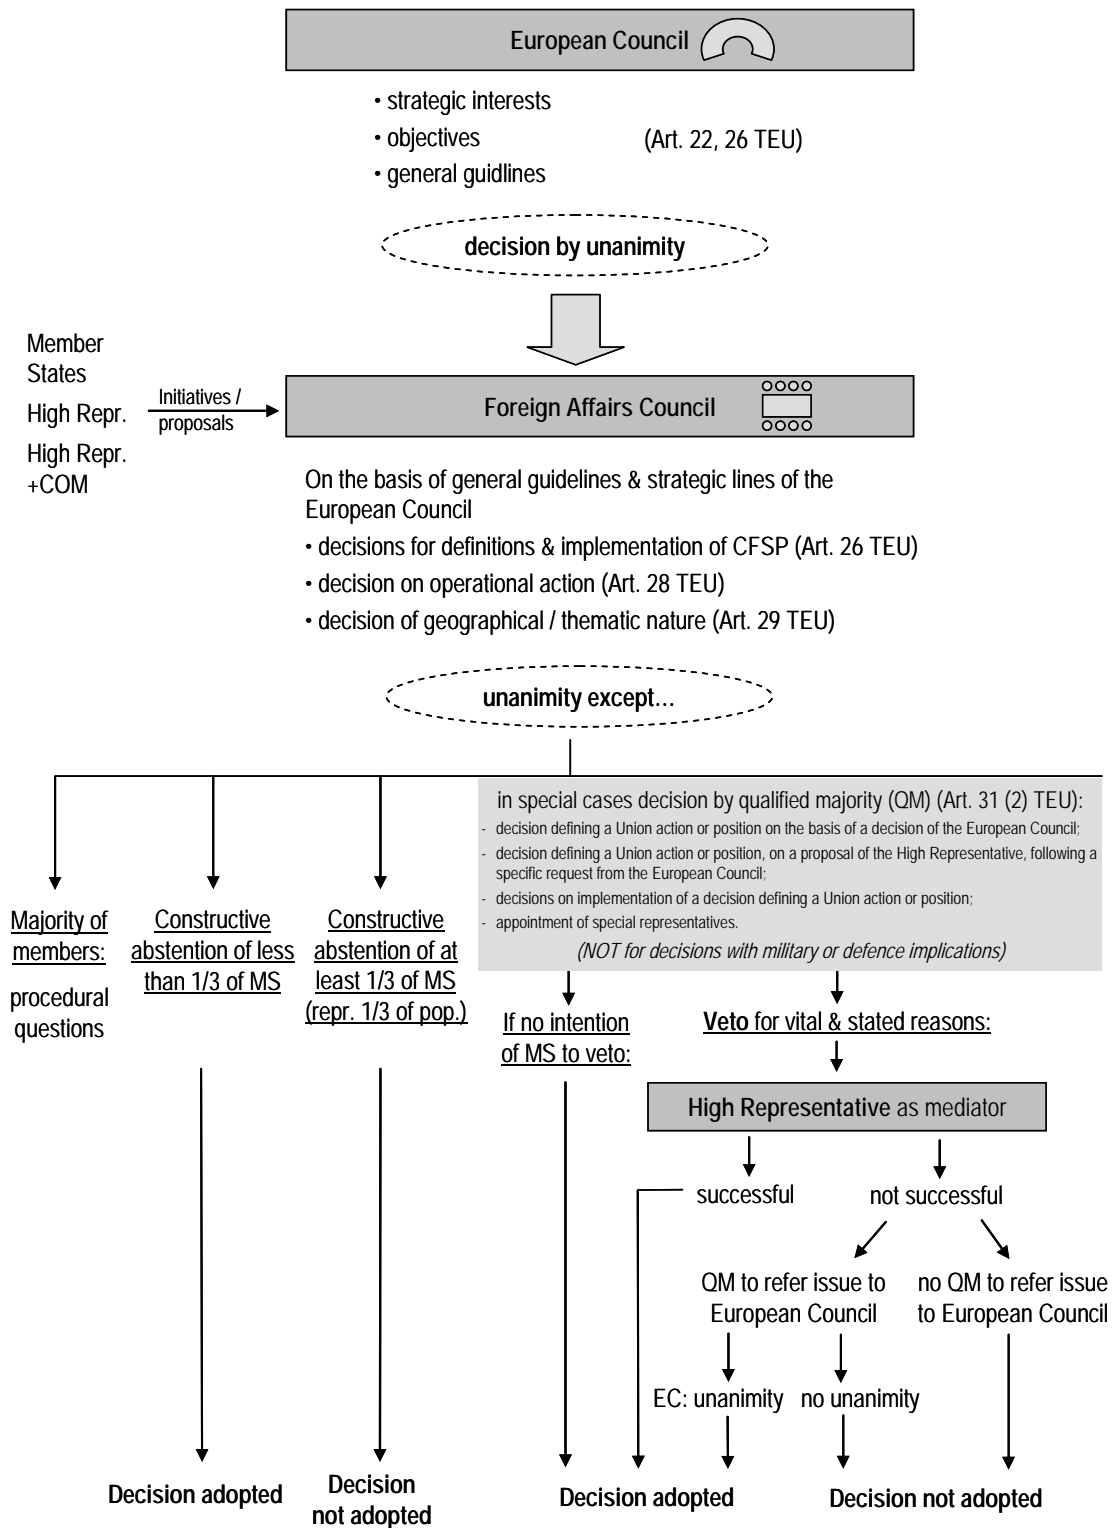 European Council
• strategic interests
• objectives
(Art. 22, 26 TEU)
• general guidlines
decision by unanimity
Member
States
High Repr.
High Repr.
+COM
Initiatives /
proposals
Foreign Affairs Council
On the basis of general guidelines & strategic lines of the
European Council
• decisions for definitions & implementation of CFSP (Art. 26 TEU)
• decision on operational action (Art. 28 TEU)
• decision of geographical / thematic nature (Art. 29 TEU)
unanimity except...
Majority of
members:
procedural
questions
Constructive
abstention of less
than 1/3 of MS
Constructive
abstention of at
least 1/3 of MS
(repr. 1/3 of pop.)
in special cases decision by qualified majority (QM) (Art. 31 (2) TEU):
- decision defining a Union action or position on the basis of a decision of the European Council;
- decision defining a Union action or position, on a proposal of the High Representative, following a
specific request from the European Council;
- decisions on implementation of a decision defining a Union action or position;
- appointment of special representatives.
(NOT for decisions with military or defence implications)
If no intention
of MS to veto:
Veto for vital & stated reasons:
High Representative as mediator
successful
not successful
QM to refer issue to
European Council
no QM to refer issue
to European Council
EC: unanimity
no unanimity
Decision adopted
Decision
not adopted
Decision adopted
Decision not adopted